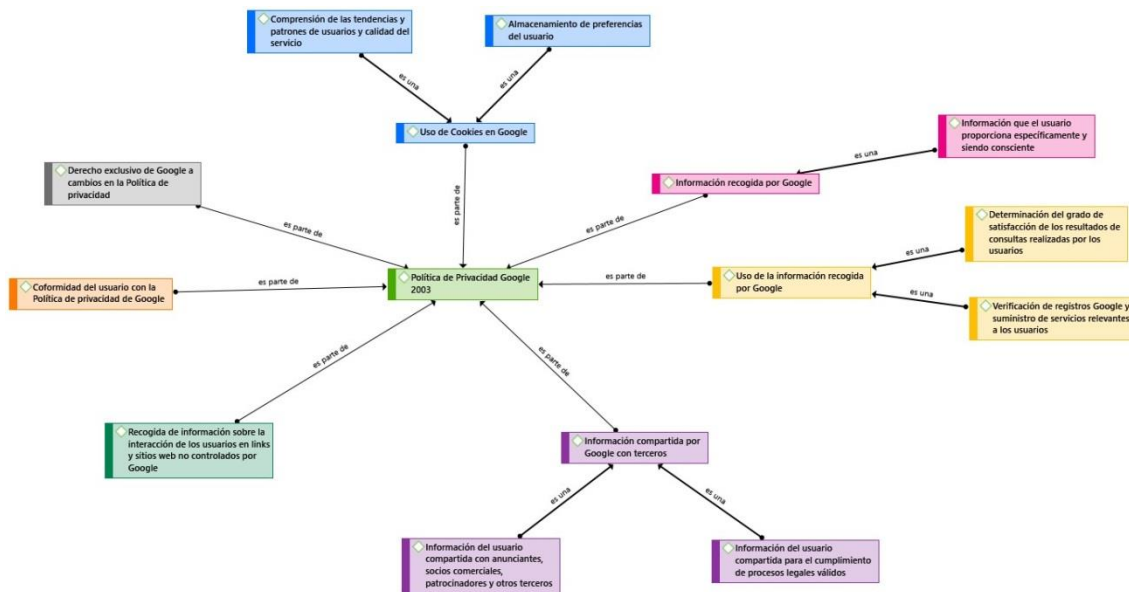 Comprensión de las tendencias y
patrones de usuarios y calidad del
servicio
Almacenamiento de preferencias
del usuario
es una
es una
Uso de Cookies en Google
Información que el usuario
proporciona específicamente y
siendo consciente
es una
Derecho exclusivo de Google a
cambios en la Política de
privacidad
Información recogida por Google
es parte de
es parte de
es parte de
Determinación del grado de
satisfacción de los resultados de
consultas realizadas por los
usuarios
es una
Coformidad del usuario con la
Política de privacidad de Google
es parte de
Política de Privacidad Google
2003
es parte de
Uso de la información recogida
por Google
es una
Verificación de registros Google y
suministro de servicios relevantes
a los usuarios
es parte de
es parte de
Recogida de información sobre la
interacción de los usuarios en links
y sitios web no controlados por
Google
Información compartida por
Google con terceros
es una
es una
Información del usuario
compartida con anunciantes,
socios comerciales,
patrocinadores y otros terceros
Información del usuario
compartida para el cumplimiento
de procesos legales válidos